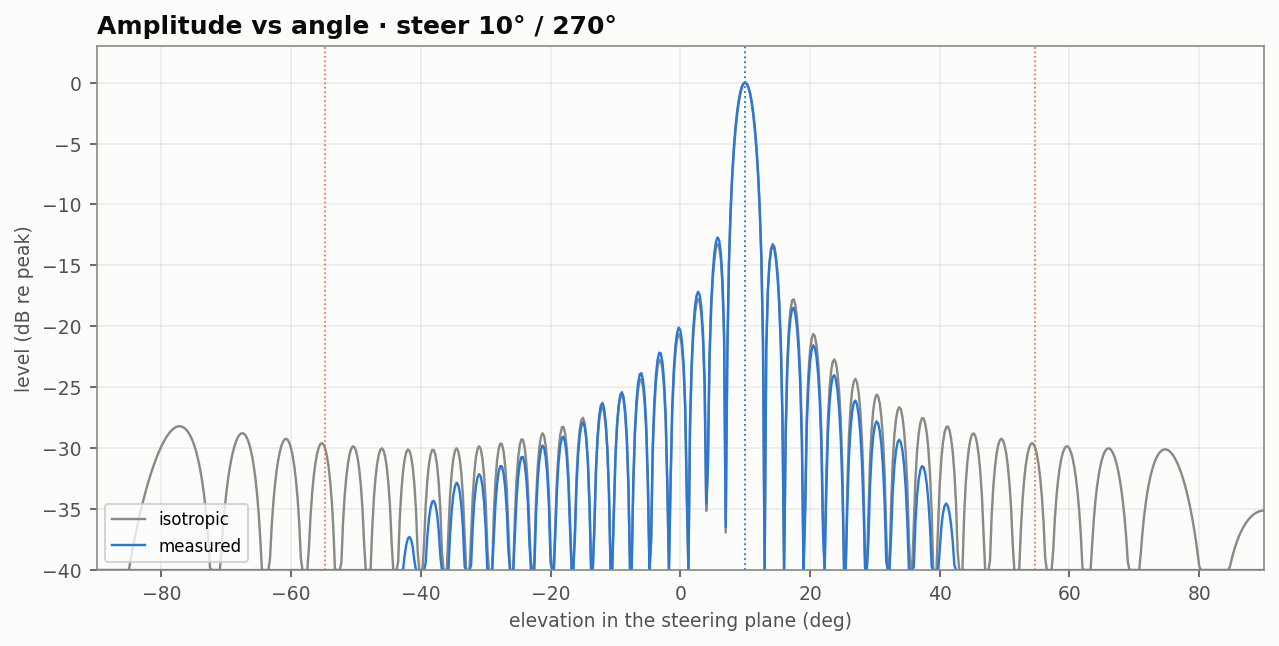 Amplitude vs angle · steer 10° / 270°
0
−5
−10
−15
−20
−25
−30
−35
−40
level (dB re peak)
isotropic
measured
−80 −60 −40 −20 0 20 40 60 80
elevation in the steering plane (deg)